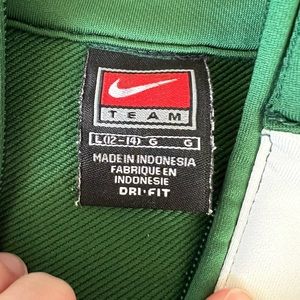 TEAM
L (12-14) G G
MADE IN INDONESIA
FABRIQUE EN
INDONESIE
DRI-FIT